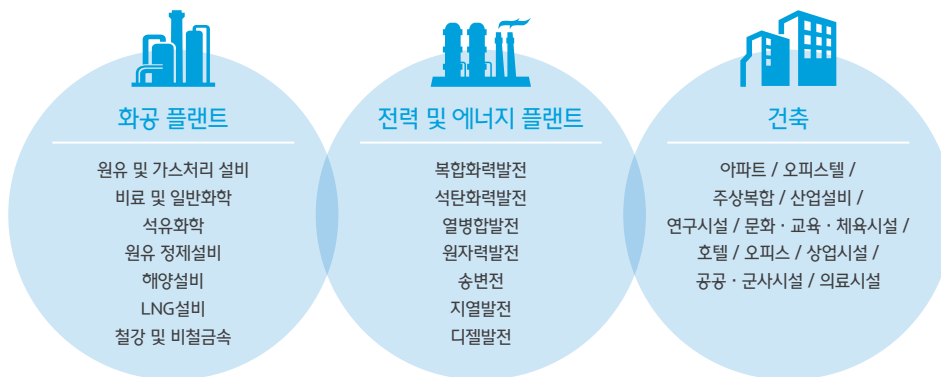 화공 플랜트
원유 및 가스처리 설비
비료 및 일반화학
석유화학
원유 정제설비
해양설비
LNG설비
철강 및 비철금속
전력 및 에너지 플랜트
복합화력발전
석탄화력발전
열병합발전
원자력발전
송변전
지열발전
디젤발전
건축
아파트 / 오피스텔 /
주상복합 / 산업설비 /
연구시설 / 문화 · 교육 · 체육시설 /
호텔 / 오피스 / 상업시설 /
공공 · 군사시설 / 의료시설